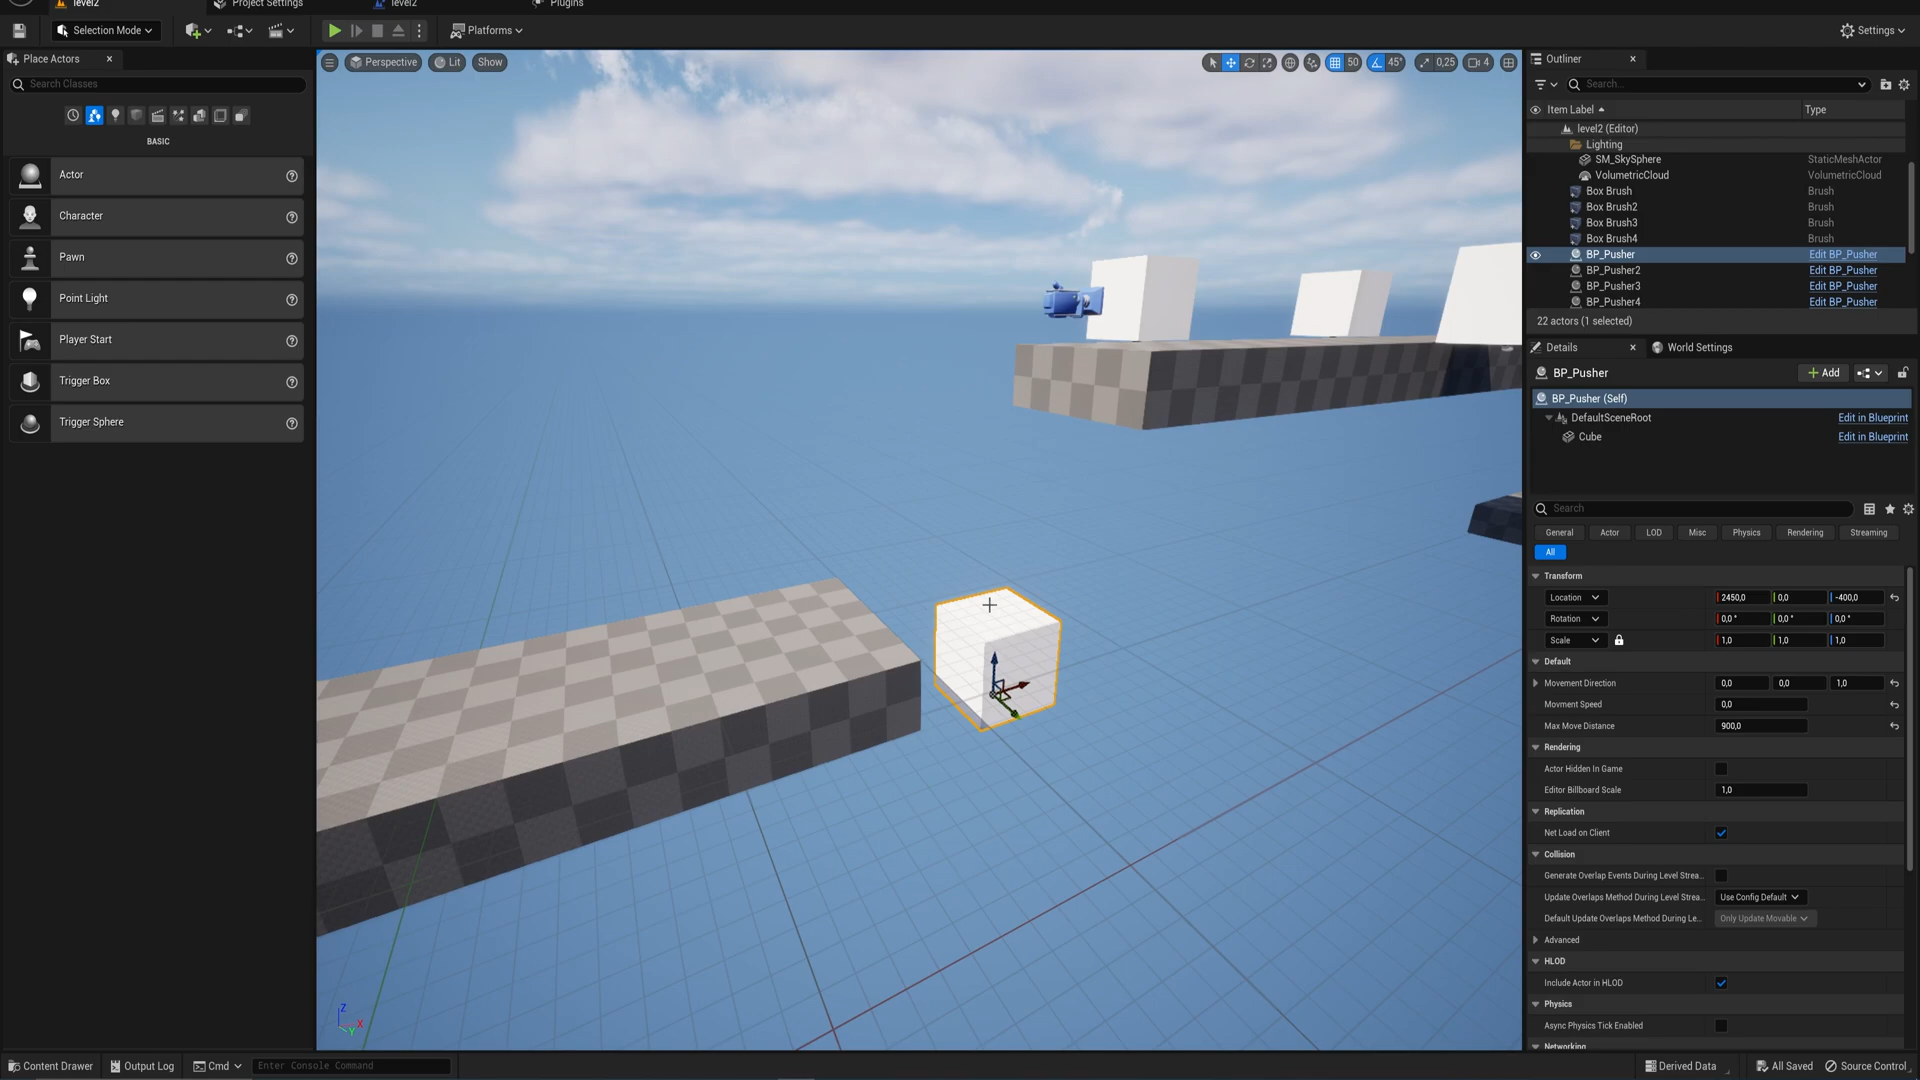 level2
Project Settings
level2
Plugins
Selection Mode
Platforms
Settings
Place Actors
Search Classes
BASIC
Actor
Character
Pawn
Point Light
Player Start
Trigger Box
Trigger Sphere
Perspective
Lit
Show
50
45°
0,25
4
Z
X
Y
Outliner
Search...
Item Label
Type
level2 (Editor)
Lighting
SM_SkySphere StaticMeshActor
VolumetricCloud VolumetricCloud
Box Brush Brush
Box Brush2 Brush
Box Brush3 Brush
Box Brush4 Brush
BP_Pusher Edit BP_Pusher
BP_Pusher2 Edit BP_Pusher
BP_Pusher3 Edit BP_Pusher
BP_Pusher4 Edit BP_Pusher
22 actors (1 selected)
Details
World Settings
BP_Pusher
Add
BP_Pusher (Self)
DefaultSceneRoot Edit in Blueprint
Cube Edit in Blueprint
Search
General Actor LOD Misc Physics Rendering Streaming
All
Transform
Location 2450,0 0,0 -400,0
Rotation 0,0 ° 0,0 ° 0,0 °
Scale 1,0 1,0 1,0
Default
Movement Direction 0,0 0,0 1,0
Movment Speed 0,0
Max Move Distance 900,0
Rendering
Actor Hidden In Game
Editor Billboard Scale 1,0
Replication
Net Load on Client
Collision
Generate Overlap Events During Level Strea...
Update Overlaps Method During Level Strea... Use Config Default
Default Update Overlaps Method During Le... Only Update Movable
Advanced
HLOD
Include Actor in HLOD
Physics
Async Physics Tick Enabled
Networking
Content Drawer
Output Log
Cmd
Enter Console Command
Derived Data
All Saved
Source Control